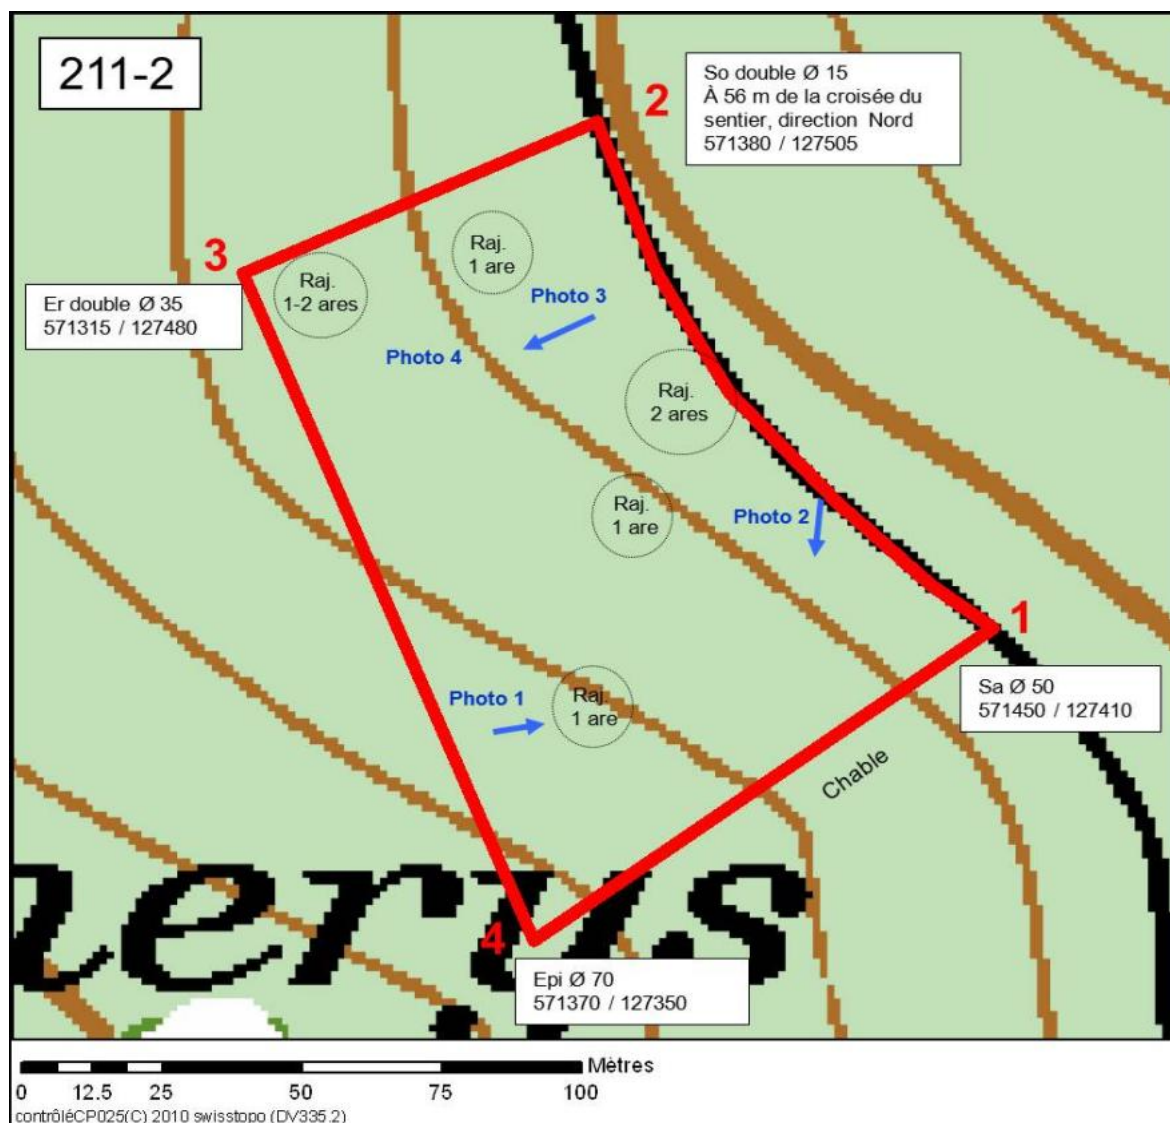 211-2
2
So double Ø 15
À 56 m de la croisée du
sentier, direction Nord
571380 / 127505
3
Er double Ø 35
571315 / 127480
Raj.
1-2 ares
Raj.
1 are
Photo 3
Photo 4
Raj.
2 ares
Raj.
1 are
Photo 2
1
Sa Ø 50
571450 / 127410
Photo 1
Raj.
1 are
Chable
4
Epi Ø 70
571370 / 127350
Mètres
0 12.5 25 50 75 100
contrôléCP025(C) 2010 swisstopo (DV335.2)